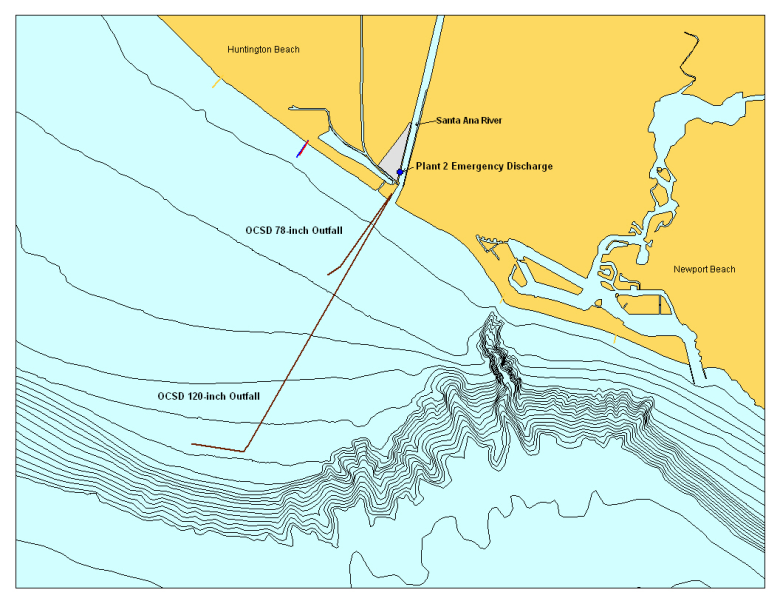 Huntington Beach
Santa Ana River
Plant 2 Emergency Discharge
OCSD 78-inch Outfall
Newport Beach
OCSD 120-inch Outfall